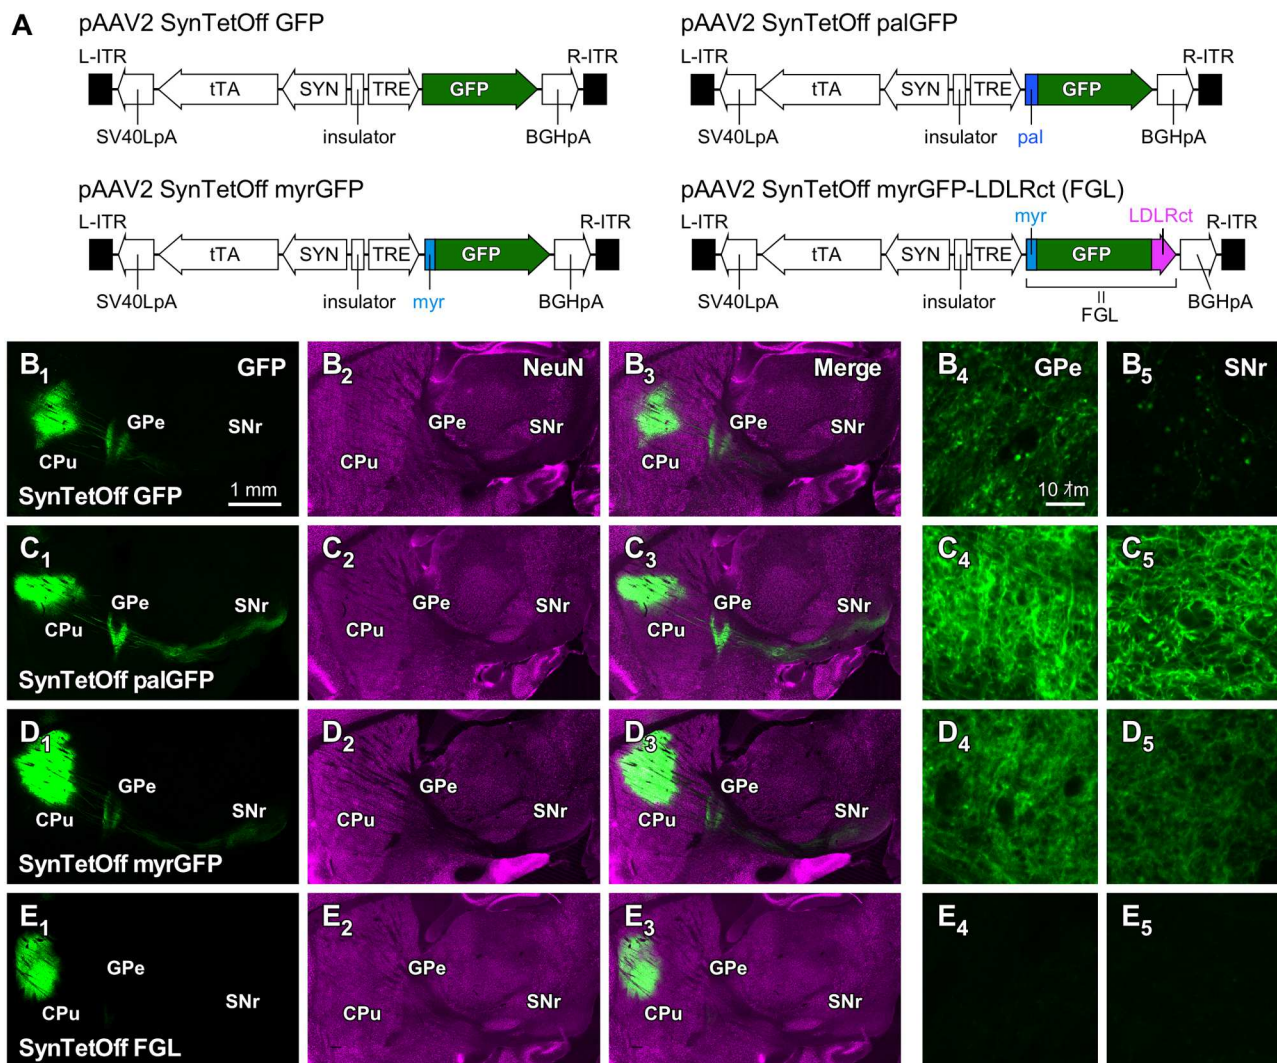 A
pAAV2 SynTetOff GFP
L-ITR
R-ITR
tTA
SYN
TRE
GFP
SV40LpA
insulator
BGHpA
pAAV2 SynTetOff palGFP
L-ITR
R-ITR
tTA
SYN
TRE
GFP
SV40LpA
insulator
pal
BGHpA
pAAV2 SynTetOff myrGFP
L-ITR
R-ITR
tTA
SYN
TRE
GFP
SV40LpA
insulator
myr
BGHpA
pAAV2 SynTetOff myrGFP-LDLRct (FGL)
L-ITR
myr
LDLRct
R-ITR
tTA
SYN
TRE
GFP
SV40LpA
insulator
FGL
BGHpA
B1
GFP
GPe
SNr
CPu
SynTetOff GFP
1 mm
B2
NeuN
GPe
SNr
CPu
B3
Merge
GPe
SNr
CPu
B4
GPe
10 μm
B5
SNr
C1
GPe
SNr
CPu
SynTetOff palGFP
C2
GPe
SNr
CPu
C3
GPe
SNr
CPu
C4
C5
D1
GPe
SNr
CPu
SynTetOff myrGFP
D2
GPe
SNr
CPu
D3
GPe
SNr
CPu
D4
D5
E1
GPe
SNr
CPu
SynTetOff FGL
E2
GPe
SNr
CPu
E3
GPe
SNr
CPu
E4
E5